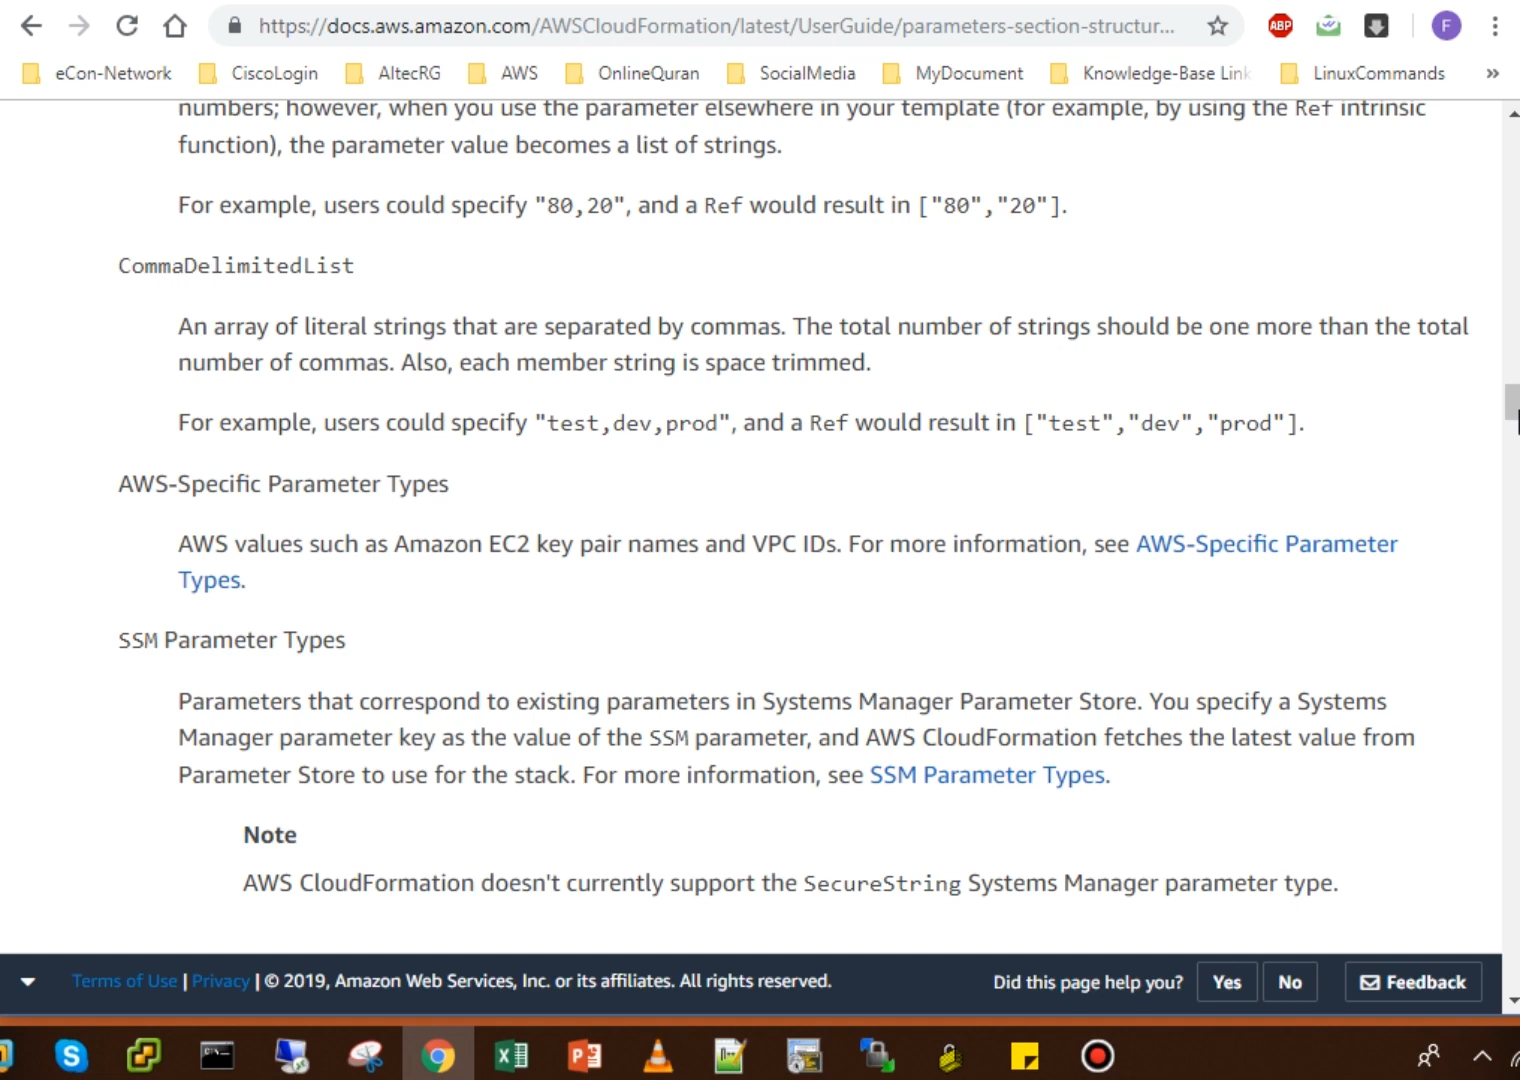 https://docs.aws.amazon.com/AWSCloudFormation/latest/UserGuide/parameters-section-structur...
ABP
F
eCon-Network
CiscoLogin
AltecRG
AWS
OnlineQuran
SocialMedia
MyDocument
Knowledge-Base Link
LinuxCommands
»
numbers; however, when you use the parameter elsewhere in your template (for example, by using the Ref intrinsic
function), the parameter value becomes a list of strings.
For example, users could specify "80,20", and a Ref would result in ["80","20"].
CommaDelimitedList
An array of literal strings that are separated by commas. The total number of strings should be one more than the total
number of commas. Also, each member string is space trimmed.
For example, users could specify "test,dev,prod", and a Ref would result in ["test","dev","prod"].
AWS-Specific Parameter Types
AWS values such as Amazon EC2 key pair names and VPC IDs. For more information, see AWS-Specific Parameter
Types.
SSM Parameter Types
Parameters that correspond to existing parameters in Systems Manager Parameter Store. You specify a Systems
Manager parameter key as the value of the SSM parameter, and AWS CloudFormation fetches the latest value from
Parameter Store to use for the stack. For more information, see SSM Parameter Types.
Note
AWS CloudFormation doesn't currently support the SecureString Systems Manager parameter type.
Terms of Use | Privacy | © 2019, Amazon Web Services, Inc. or its affiliates. All rights reserved.
Did this page help you?
Yes
No
Feedback